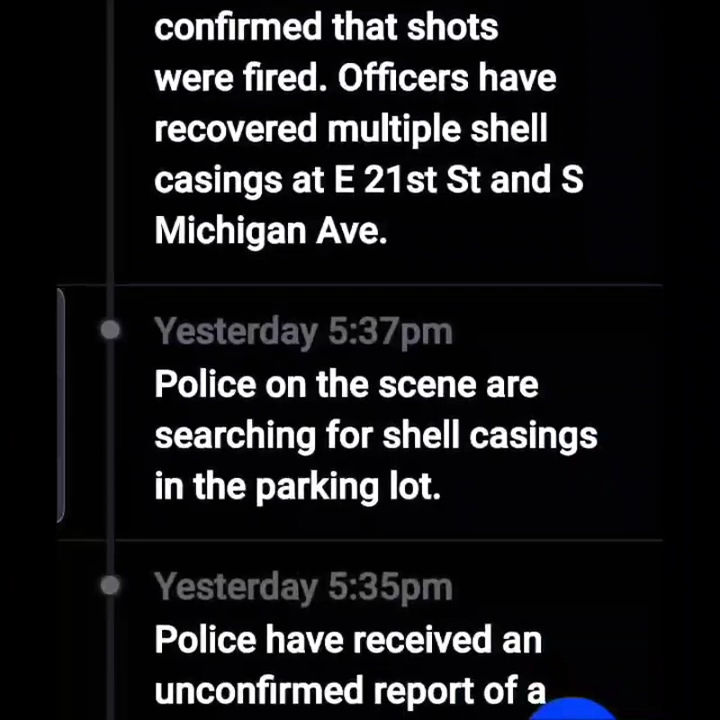 confirmed that shots
were fired. Officers have
recovered multiple shell
casings at E 21st St and S
Michigan Ave.
Yesterday 5:37pm
Police on the scene are
searching for shell casings
in the parking lot.
Yesterday 5:35pm
Police have received an
unconfirmed report of a